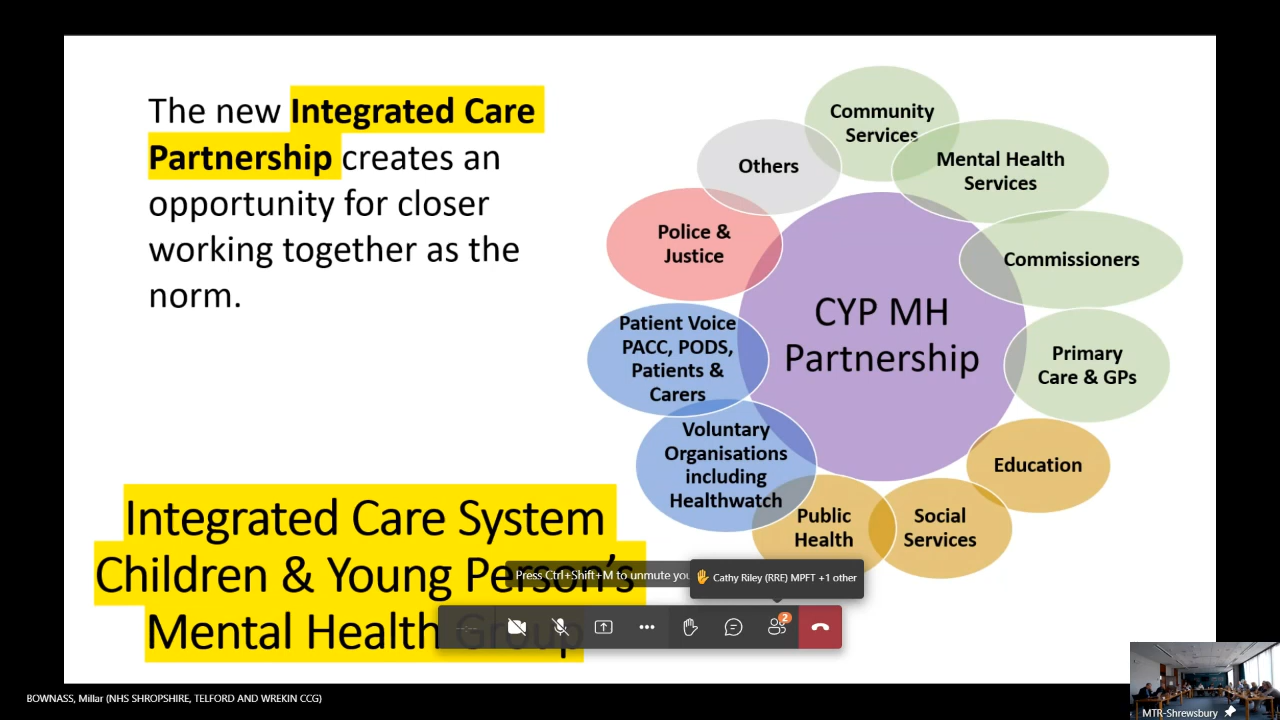 The new Integrated Care
Partnership creates an
opportunity for closer
working together as the
norm.
Community
Services
Mental Health
Services
Others
Police &
Justice
Commissioners
CYP MH
Partnership
Patient Voice
PACC, PODS,
Patients &
Carers
Primary
Care & GPs
Voluntary
Organisations
including
Healthwatch
Education
Public
Health
Social
Services
Integrated Care System
Children & Young Person's
Mental Health Group
Press Ctrl+Shift+M to unmute you
Cathy Riley (RRE) MPFT +1 other
2
BOWNASS, Millar (NHS SHROPSHIRE, TELFORD AND WREKIN CCG)
MTR-Shrewsbury